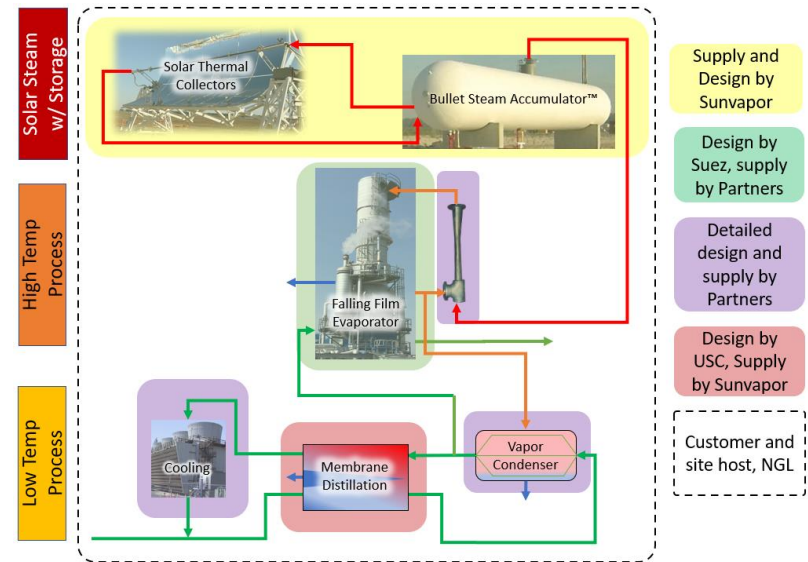 Solar Steam
w/ Storage
Solar Thermal
Collectors
Bullet Steam Accumulator™
Supply and
Design by
Sunvapor
Design by
Suez, supply
by Partners
High Temp
Process
Falling Film
Evaporator
Detailed
design and
supply by
Partners
Design by
USC, Supply
by Sunvapor
Low Temp
Process
Cooling
Membrane
Distillation
Vapor
Condenser
Customer and
site host, NGL